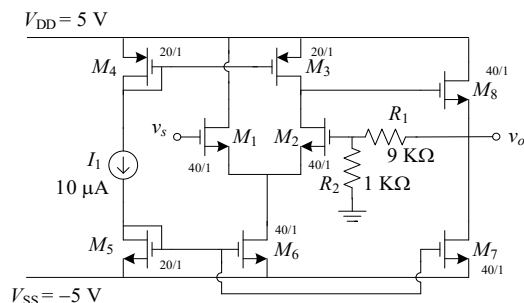 V_DD = 5 V
20/1
20/1
M_4
M_3
40/1
M_8
v_s
M_1
M_2
R_1
v_o
I_1
40/1
40/1
9 KΩ
10 μA
R_2
1 KΩ
40/1
40/1
M_5
M_6
M_7
20/1
V_SS = –5 V